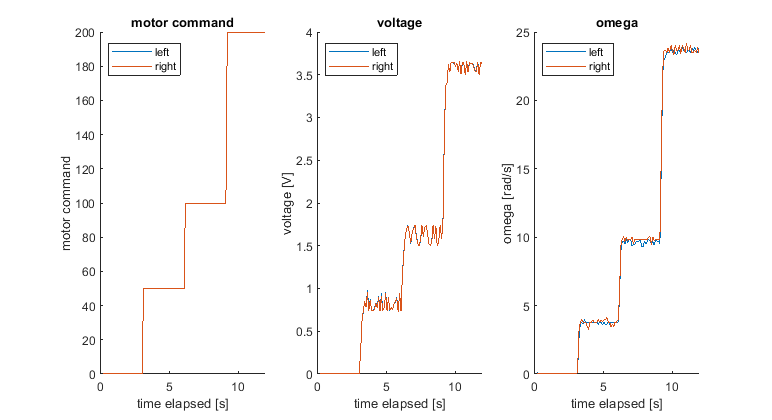 motor command
left
right
200
180
160
140
120
100
80
60
40
20
0
motor command
0
5
10
time elapsed [s]
voltage
left
right
4
3.5
3
2.5
2
1.5
1
0.5
0
voltage [V]
0
5
10
time elapsed [s]
omega
left
right
25
20
15
10
5
0
omega [rad/s]
0
5
10
time elapsed [s]